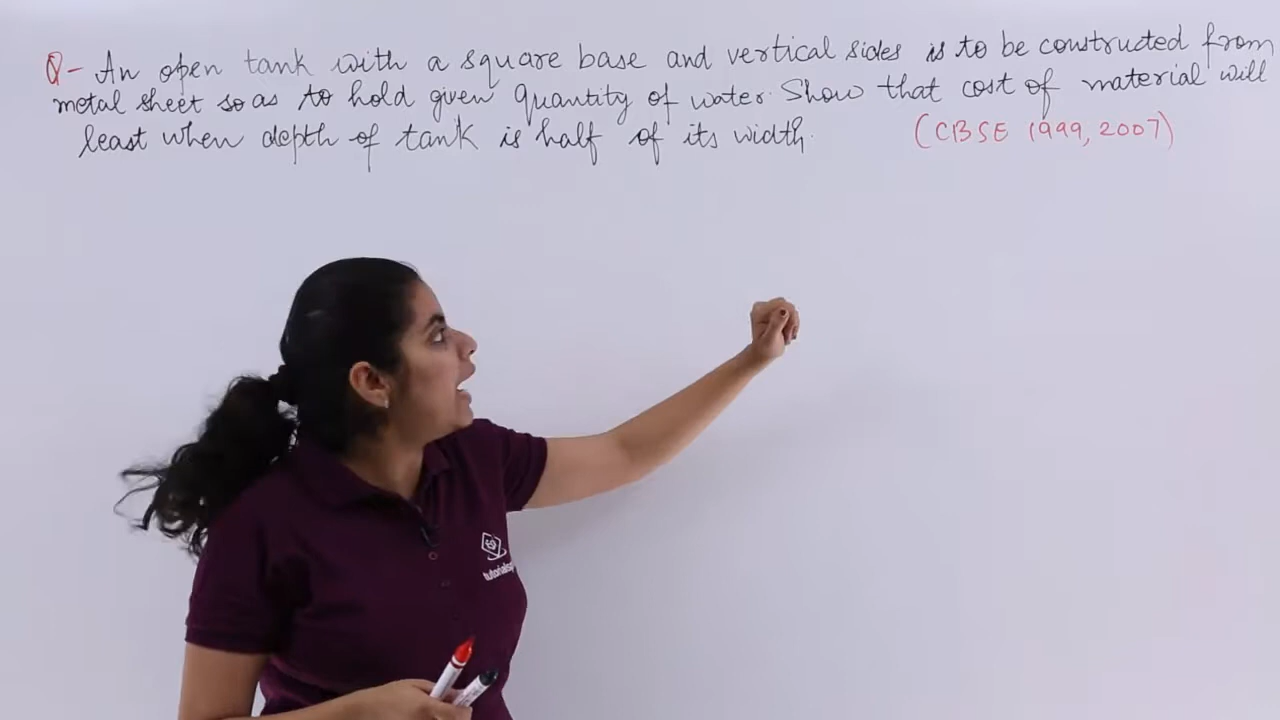 Q- An open tank with a square base and vertical sides is to be constructed from
metal sheet so as to hold given quantity of water. Show that cost of material will
least when depth of tank is half of its width. (CBSE 1999, 2007)